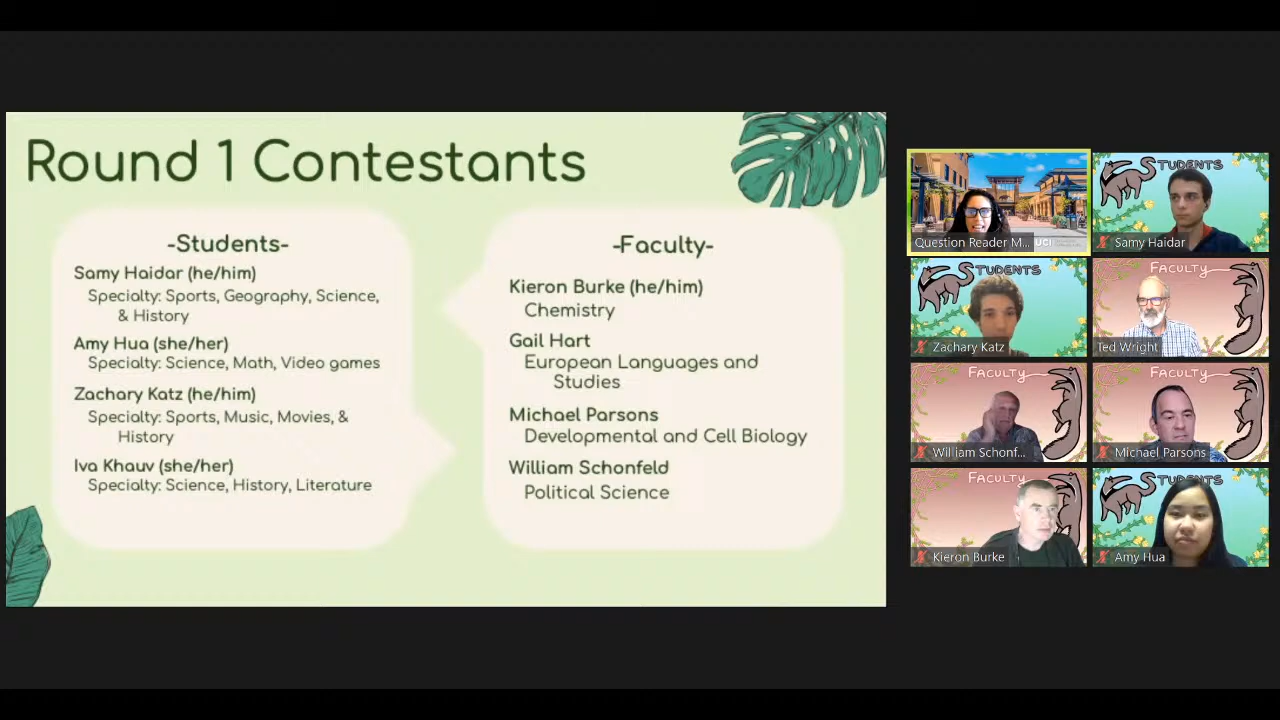 Round 1 Contestants
-Students-
Samy Haidar (he/him)
Specialty: Sports, Geography, Science,
& History
Amy Hua (she/her)
Specialty: Science, Math, Video games
Zachary Katz (he/him)
Specialty: Sports, Music, Movies, &
History
Iva Khauv (she/her)
Specialty: Science, History, Literature
-Faculty-
Kieron Burke (he/him)
Chemistry
Gail Hart
European Languages and
Studies
Michael Parsons
Developmental and Cell Biology
William Schonfeld
Political Science
Question Reader M...
UCI
STUDENTS
Samy Haidar
STUDENTS
Zachary Katz
FACULTY
Ted Wright
FACULTY
William Schonf...
FACULTY
Michael Parsons
FACULTY
Kieron Burke
STUDENTS
Amy Hua